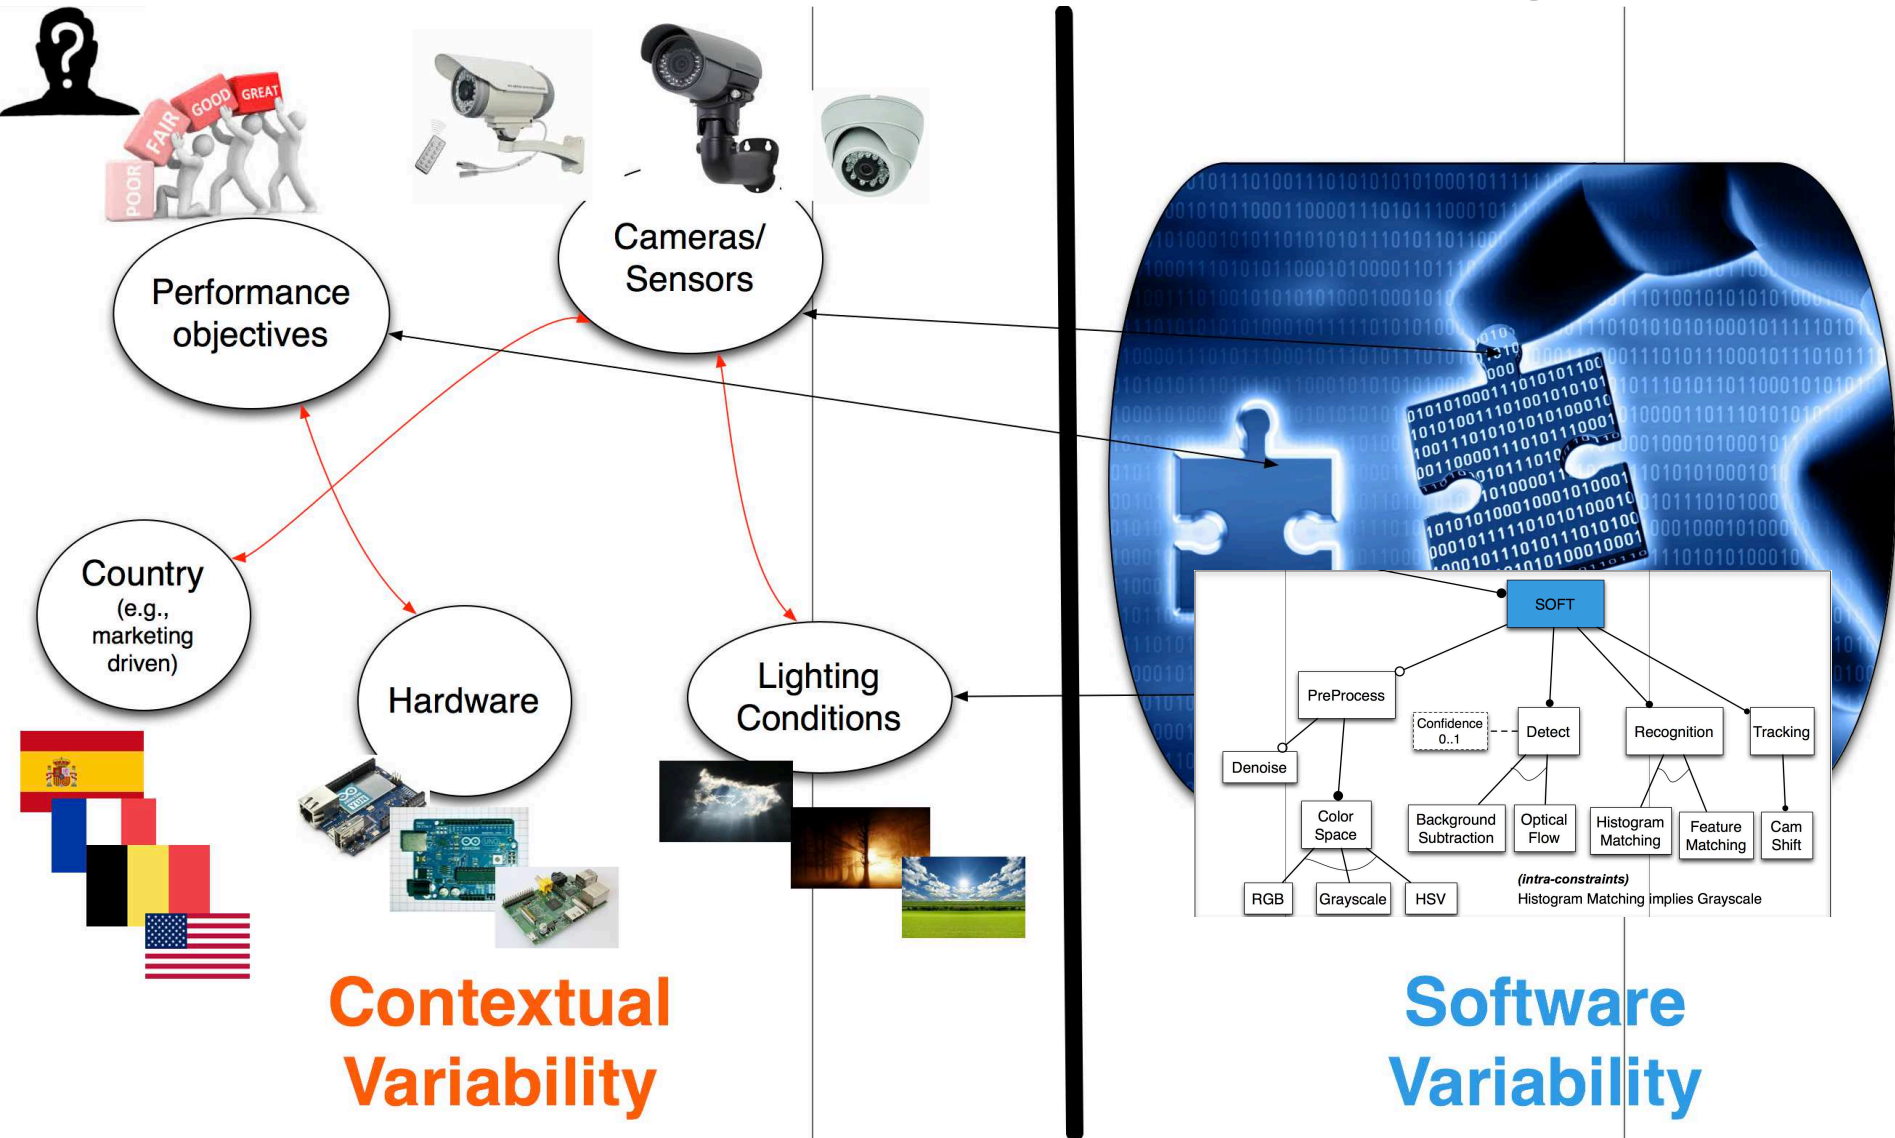 ?
POOR
FAIR
GOOD
GREAT
Performance
objectives
Cameras/
Sensors
Country
(e.g.,
marketing
driven)
Hardware
Lighting
Conditions
Contextual
Variability
SOFT
PreProcess
Confidence
0..1
Detect
Recognition
Tracking
Denoise
Color
Space
Background
Subtraction
Optical
Flow
Histogram
Matching
Feature
Matching
Cam
Shift
RGB
Grayscale
HSV
(intra-constraints)
Histogram Matching implies Grayscale
Software
Variability